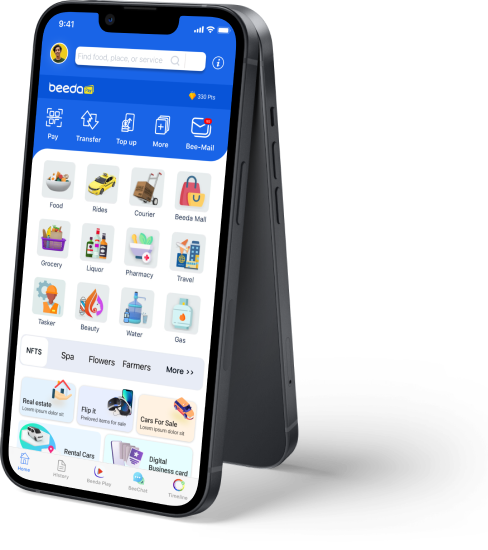 9:41
Find food, place, or service
beeda
330 Pts
Pay
Transfer
Top up
More
Bee-Mail
Food
Rides
Courier
Beeda Mall
Grocery
Liquor
Pharmacy
Travel
Tasker
Beauty
Water
Gas
NFTS
Spa
Flowers
Farmers
More >>
Real estate
Lorem ipsum dolor sit
Flip it
Preloved items for sale
Cars For Sale
Lorem ipsum dolor sit
Rental Cars
Digital
Business card
Home
History
Beeda Play
BeeChat
Timeline